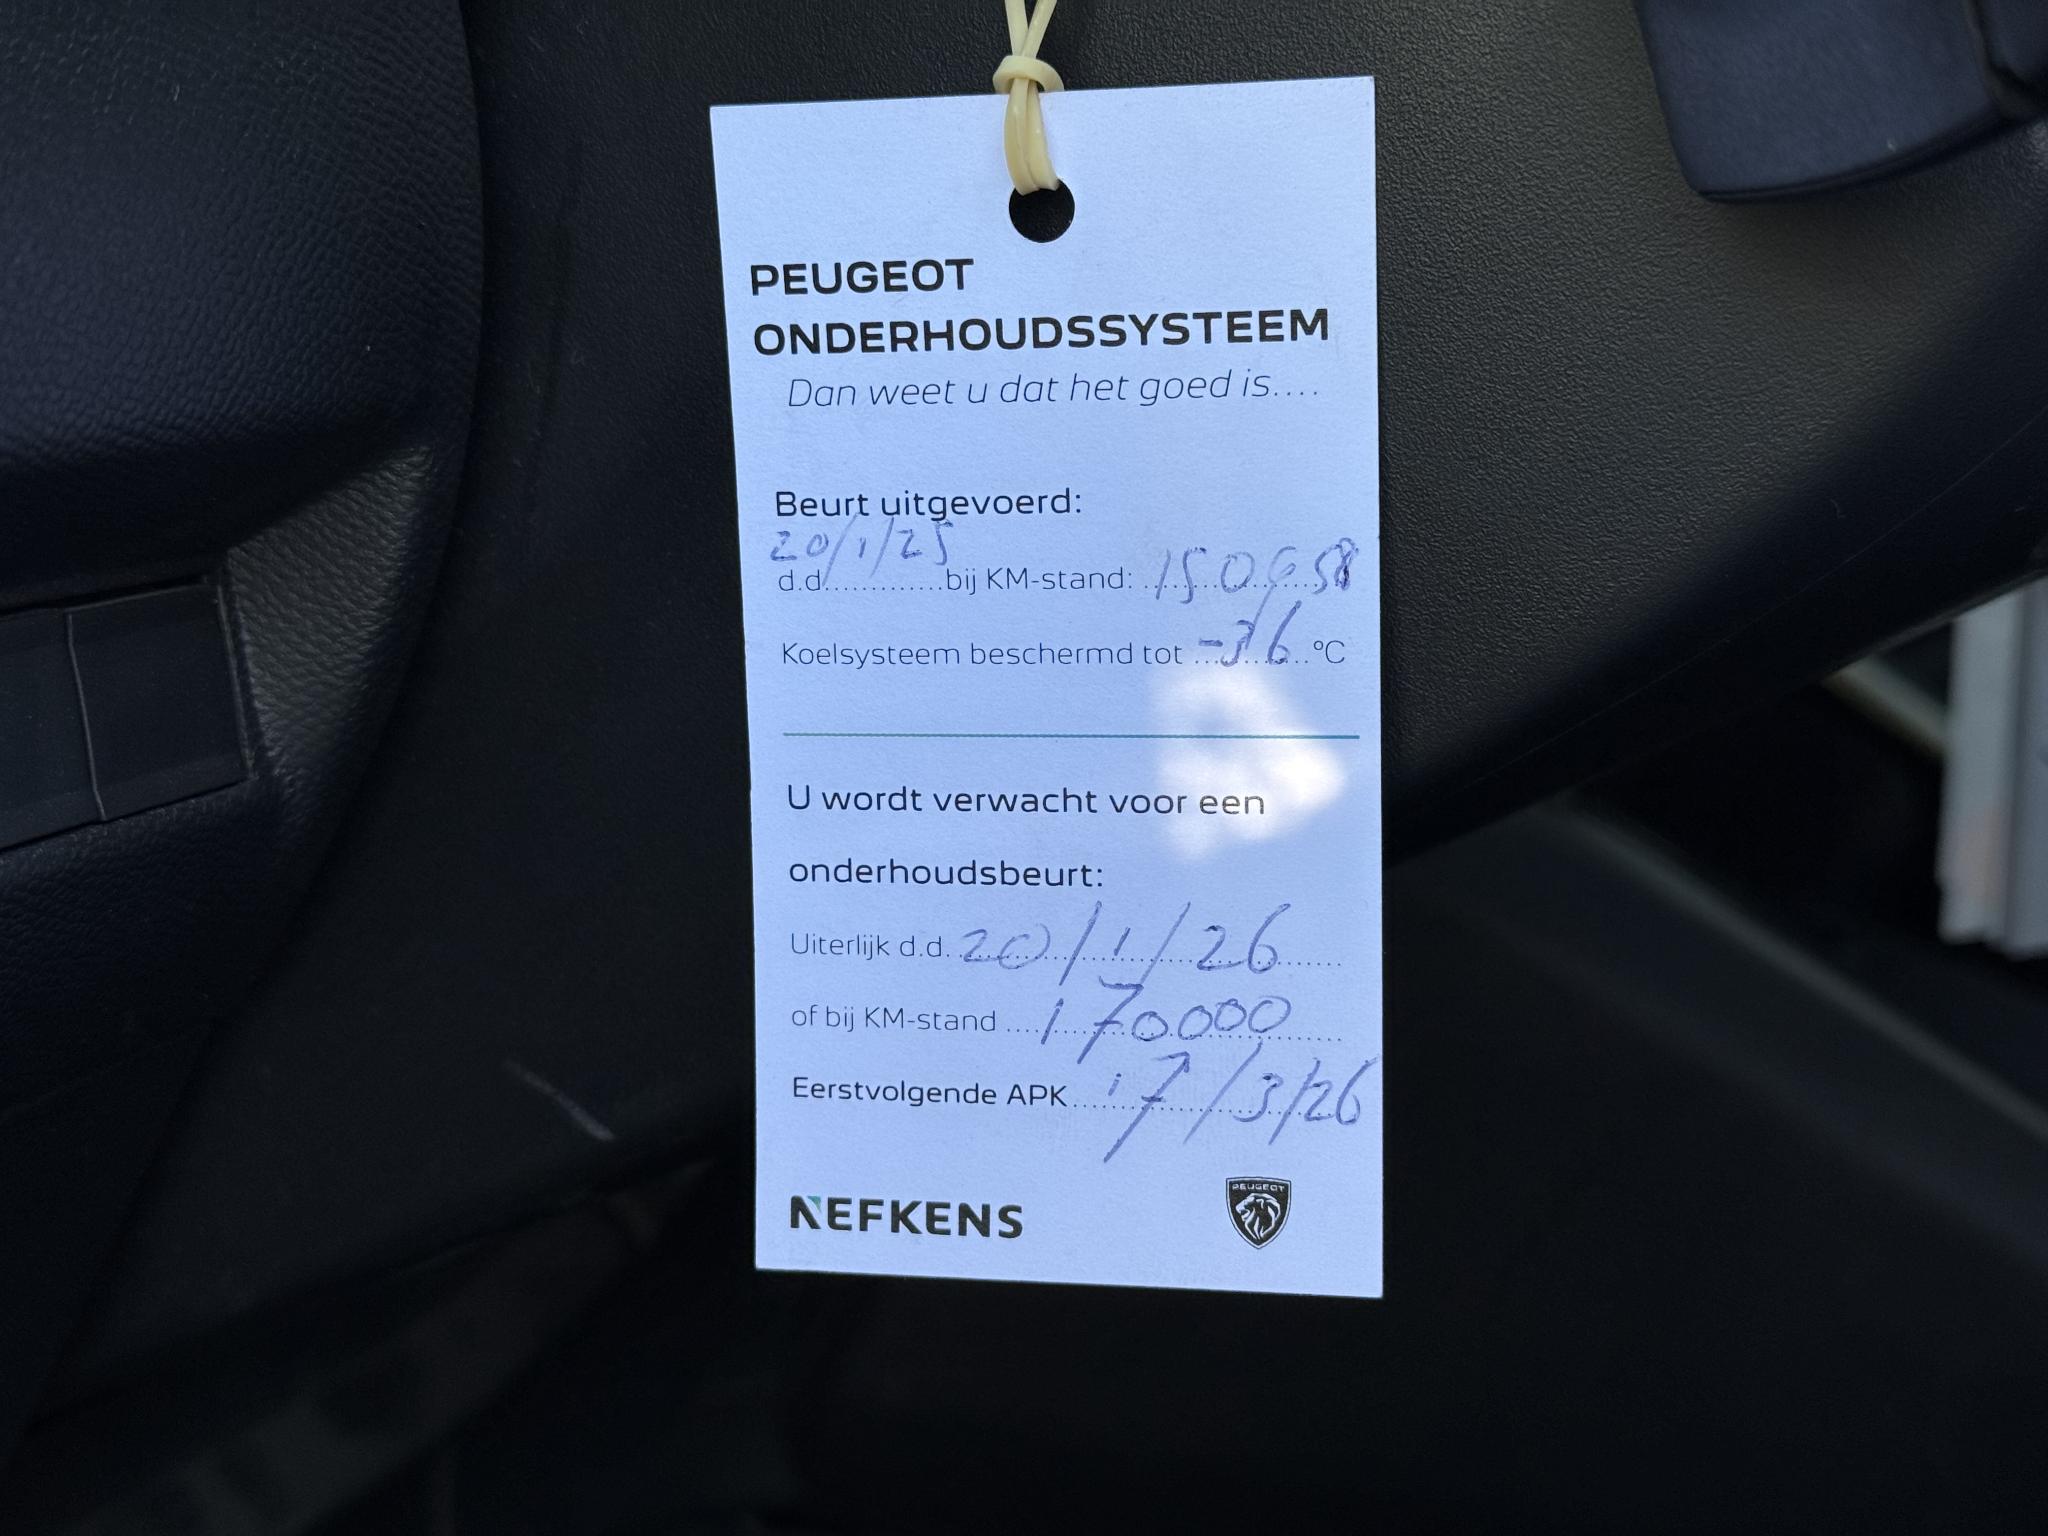 PEUGEOT
ONDERHOUDSSYSTEEM
Dan weet u dat het goed is....
Beurt uitgevoerd:
20/1/25
d.d.............bij KM-stand: 150658
Koelsysteem beschermd tot -36 °C
U wordt verwacht voor een
onderhoudsbeurt:
Uiterlijk d.d. 20/1/26
of bij KM-stand 170000
Eerstvolgende APK 17/3/26
NEFKENS
PEUGEOT